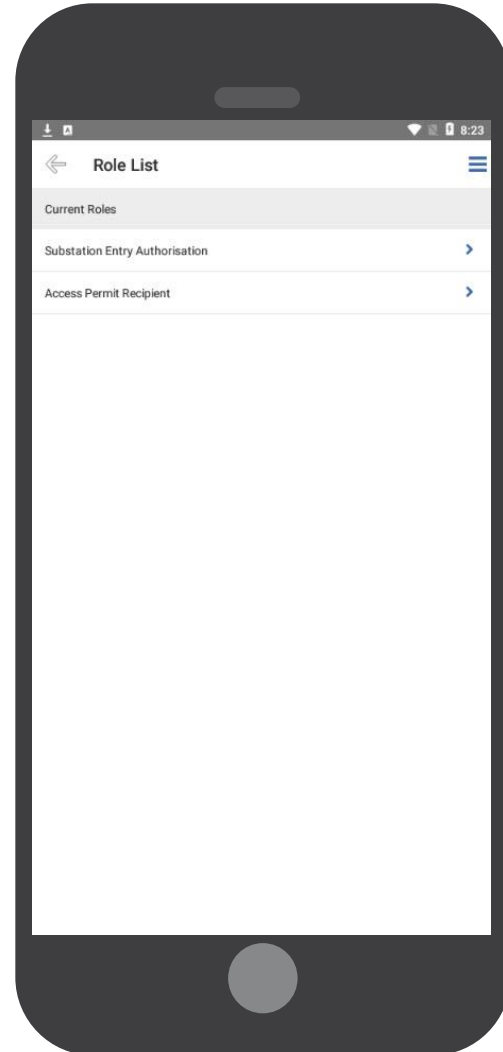 8:23
Role List
Current Roles
Substation Entry Authorisation
Access Permit Recipient